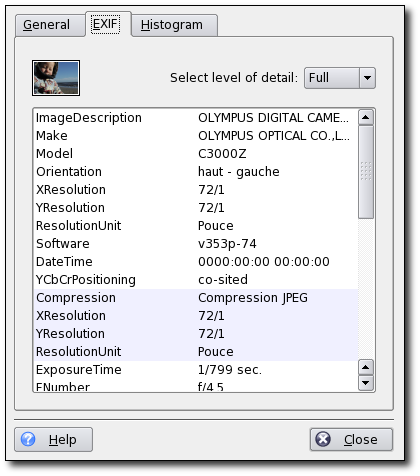 General EXIF Histogram
Select level of detail: Full
ImageDescription OLYMPUS DIGITAL CAME...
Make OLYMPUS OPTICAL CO.,L...
Model C3000Z
Orientation haut - gauche
XResolution 72/1
YResolution 72/1
ResolutionUnit Pouce
Software v353p-74
DateTime 0000:00:00 00:00:00
YCbCrPositioning co-sited
Compression Compression JPEG
XResolution 72/1
YResolution 72/1
ResolutionUnit Pouce
ExposureTime 1/799 sec.
FNumber f/4.5
Help Close